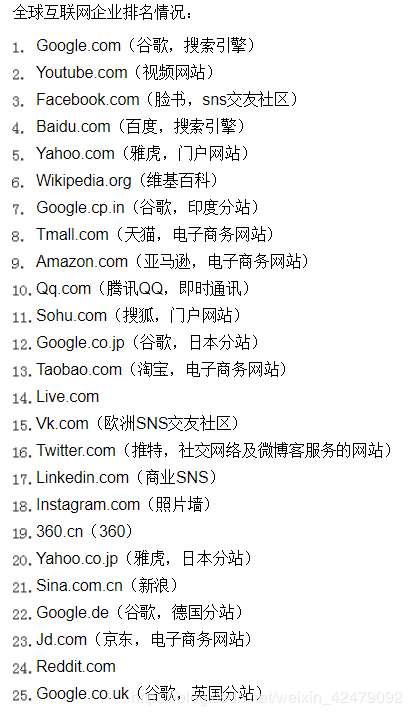 全球互联网企业排名情况：
1. Google.com（谷歌，搜索引擎）
2. Youtube.com（视频网站）
3. Facebook.com（脸书，sns交友社区）
4. Baidu.com（百度，搜索引擎）
5. Yahoo.com（雅虎，门户网站）
6. Wikipedia.org（维基百科）
7. Google.cp.in（谷歌，印度分站）
8. Tmall.com（天猫，电子商务网站）
9. Amazon.com（亚马逊，电子商务网站）
10. Qq.com（腾讯QQ，即时通讯）
11. Sohu.com（搜狐，门户网站）
12. Google.co.jp（谷歌，日本分站）
13. Taobao.com（淘宝，电子商务网站）
14. Live.com
15. Vk.com（欧洲SNS交友社区）
16. Twitter.com（推特，社交网络及微博客服务的网站）
17. Linkedin.com（商业SNS）
18. Instagram.com（照片墙）
19. 360.cn（360）
20. Yahoo.co.jp（雅虎，日本分站）
21. Sina.com.cn（新浪）
22. Google.de（谷歌，德国分站）
23. Jd.com（京东，电子商务网站）
24. Reddit.com
25. Google.co.uk（谷歌，英国分站）
weixin_42479092